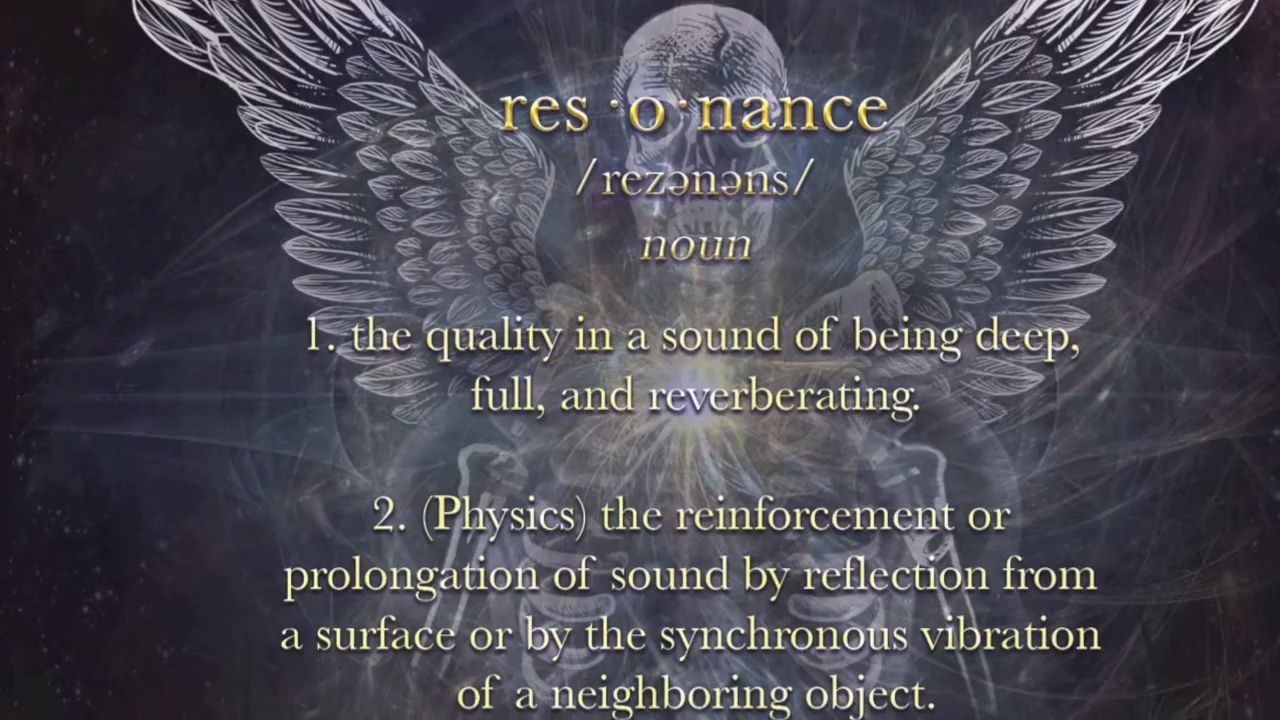 res·o·nance
/rezənəns/
noun
1. the quality in a sound of being deep,
full, and reverberating.
2. (Physics) the reinforcement or
prolongation of sound by reflection from
a surface or by the synchronous vibration
of a neighboring object.